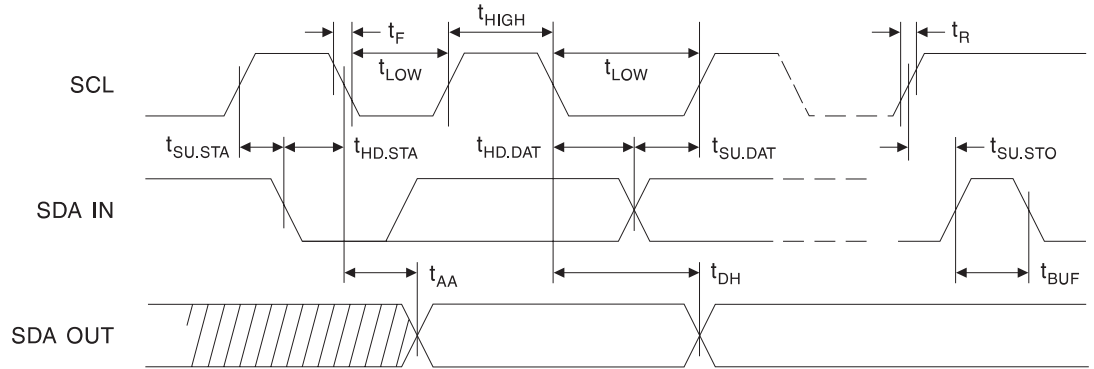 tHIGH
tF
tR
tLOW
tLOW
SCL
tSU.STA
tHD.STA
tHD.DAT
tSU.DAT
tSU.STO
SDA IN
tAA
tDH
tBUF
SDA OUT